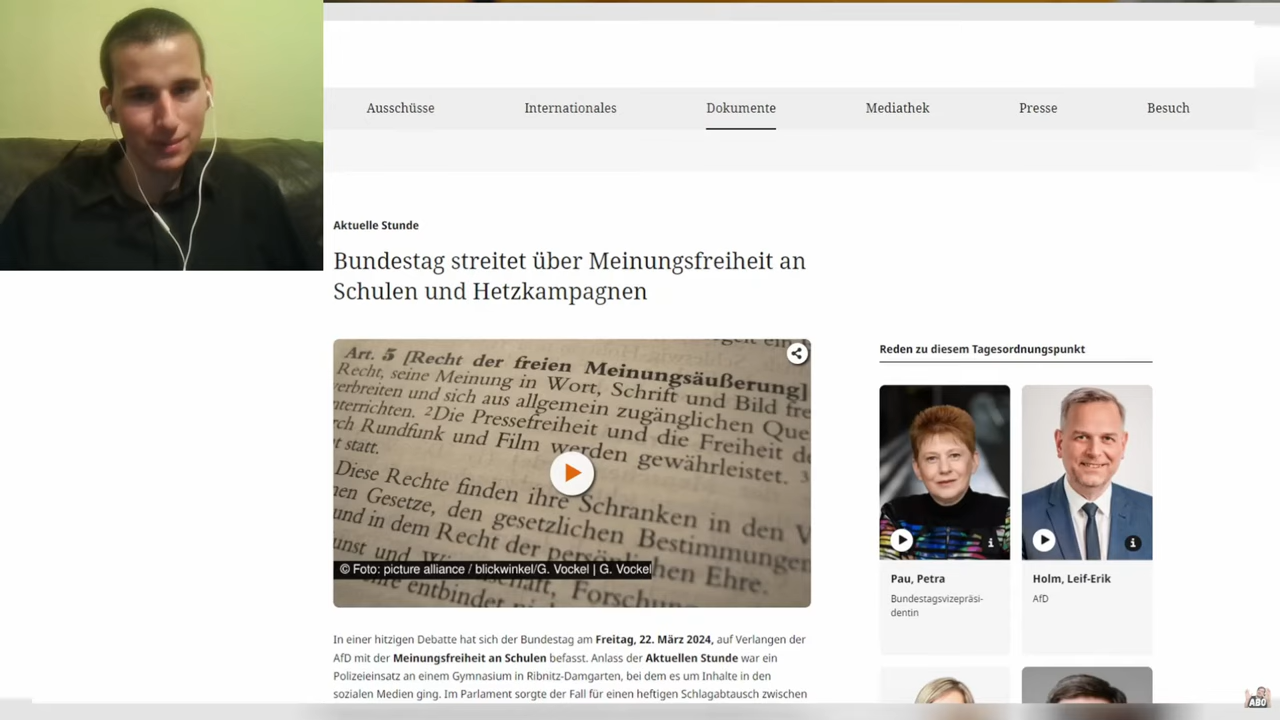 Ausschüsse Internationales Dokumente Mediathek Presse Besuch
Aktuelle Stunde
Bundestag streitet über Meinungsfreiheit an
Schulen und Hetzkampagnen
Art. 5 [Recht der freien Meinungsäußerung]
Recht, seine Meinung in Wort, Schrift und Bild
verbreiten und sich aus allgemein zugänglichen
2Die Pressefreiheit und die Freiheit
Rundfunk und Film werden gewährleistet.
statt.
Diese Rechte finden ihre Schranken in den
Gesetze, den gesetzlichen Bestimmungen
und in dem Recht der
Ehre.
© Foto: picture alliance / blickwinkel/G. Vockel | G. Vockel
In einer hitzigen Debatte hat sich der Bundestag am Freitag, 22. März 2024, auf Verlangen der
AfD mit der Meinungsfreiheit an Schulen befasst. Anlass der Aktuellen Stunde war ein
Polizeieinsatz an einem Gymnasium in Ribnitz-Damgarten, bei dem es um Inhalte in den
sozialen Medien ging. Im Parlament sorgte der Fall für einen heftigen Schlagabtausch zwischen
Reden zu diesem Tagesordnungspunkt
Pau, Petra
Bundestagsvizepräsi-
dentin
Holm, Leif-Erik
AfD
ABO